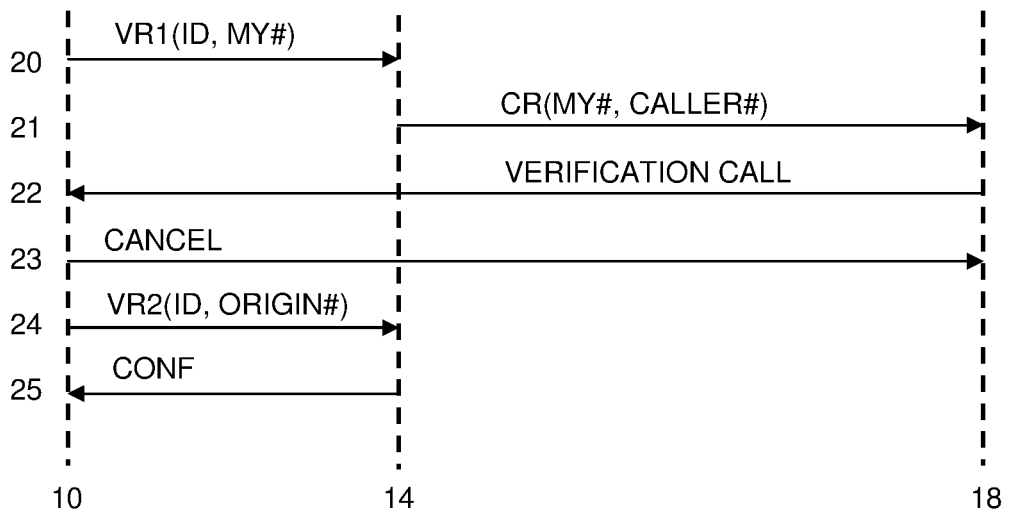 VR1(ID, MY#)
20
CR(MY#, CALLER#)
21
VERIFICATION CALL
22
CANCEL
23
VR2(ID, ORIGIN#)
24
CONF
25
10 14 18